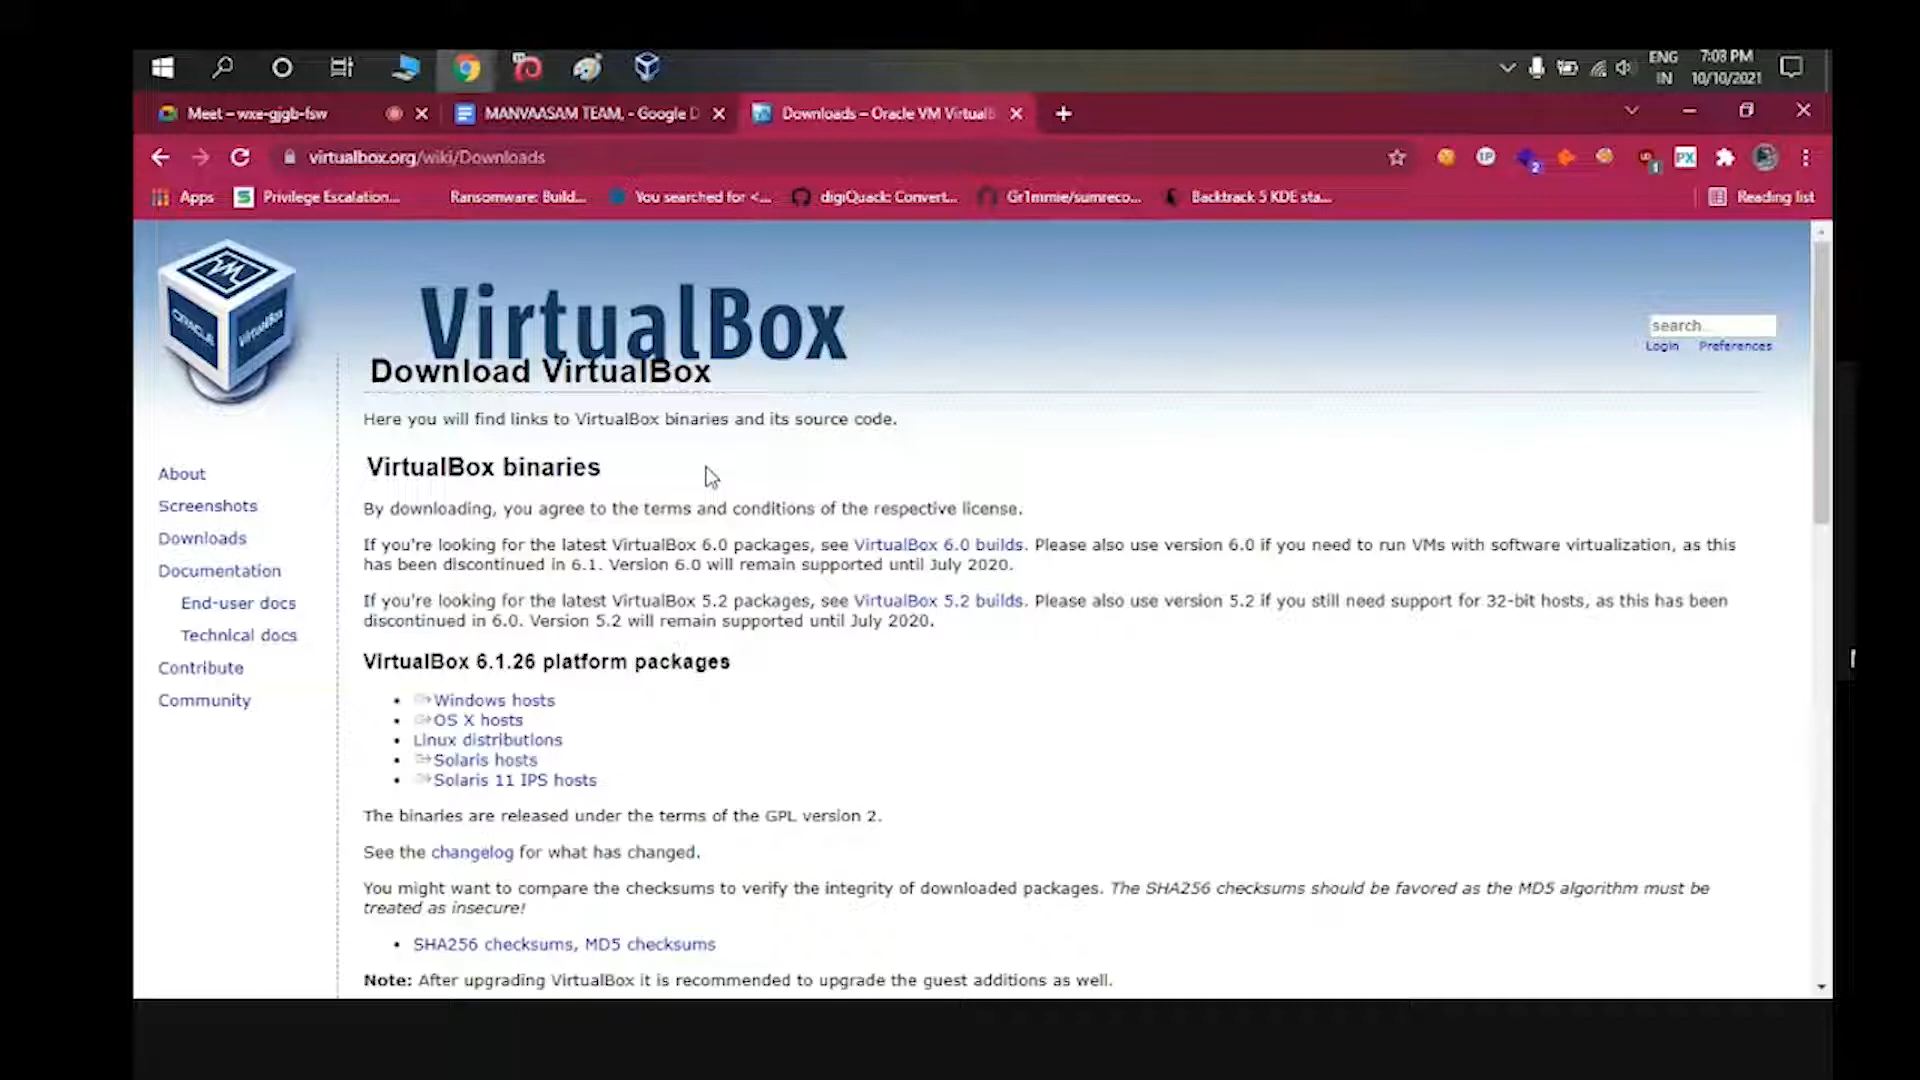 ENG
IN
7:03 PM
10/10/2021
Meet – wxe-gjgb-fsw
MANVAASAM TEAM, - Google D
Downloads – Oracle VM VirtualB
virtualbox.org/wiki/Downloads
Apps
Privilege Escalation...
Ransomware: Build...
You searched for <...
digiQuack: Convert...
Gr1mmie/sumreco...
Backtrack 5 KDE sta...
Reading list
ORACLE
VirtualBox
VirtualBox
search...
Login Preferences
Download VirtualBox
Here you will find links to VirtualBox binaries and its source code.
About
Screenshots
Downloads
Documentation
End-user docs
Technical docs
Contribute
Community
VirtualBox binaries
By downloading, you agree to the terms and conditions of the respective license.
If you're looking for the latest VirtualBox 6.0 packages, see VirtualBox 6.0 builds. Please also use version 6.0 if you need to run VMs with software virtualization, as this
has been discontinued in 6.1. Version 6.0 will remain supported until July 2020.
If you're looking for the latest VirtualBox 5.2 packages, see VirtualBox 5.2 builds. Please also use version 5.2 if you still need support for 32-bit hosts, as this has been
discontinued in 6.0. Version 5.2 will remain supported until July 2020.
VirtualBox 6.1.26 platform packages
• Windows hosts
• OS X hosts
• Linux distributions
• Solaris hosts
• Solaris 11 IPS hosts
The binaries are released under the terms of the GPL version 2.
See the changelog for what has changed.
You might want to compare the checksums to verify the integrity of downloaded packages. The SHA256 checksums should be favored as the MD5 algorithm must be
treated as insecure!
• SHA256 checksums, MD5 checksums
Note: After upgrading VirtualBox it is recommended to upgrade the guest additions as well.